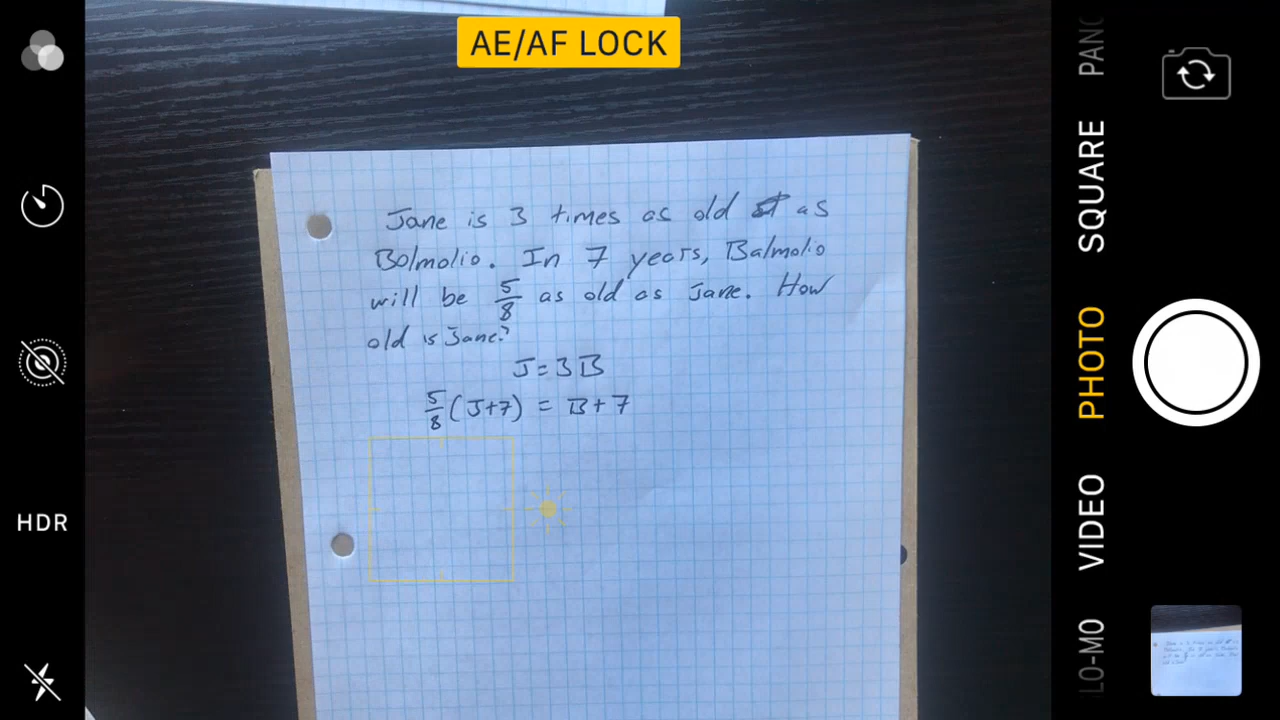 AE/AF LOCK
Jane is 3 times as old as
Bolmolio. In 7 years, Balmolio
will be 5/8 as old as Jane. How
old is Jane?
J=3B
5/8(J+7) = B+7
HDR
LO-MO
VIDEO
PHOTO
SQUARE
PANO